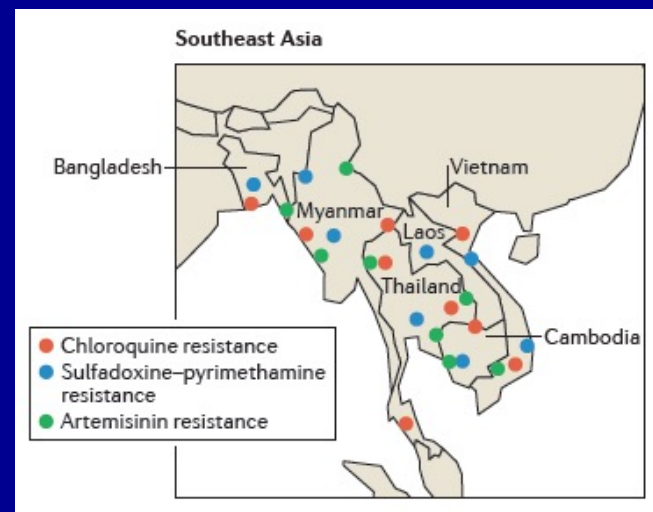 Southeast Asia
Bangladesh
Vietnam
Myanmar
Laos
Thailand
Cambodia
Chloroquine resistance
Sulfadoxine–pyrimethamine
resistance
Artemisinin resistance